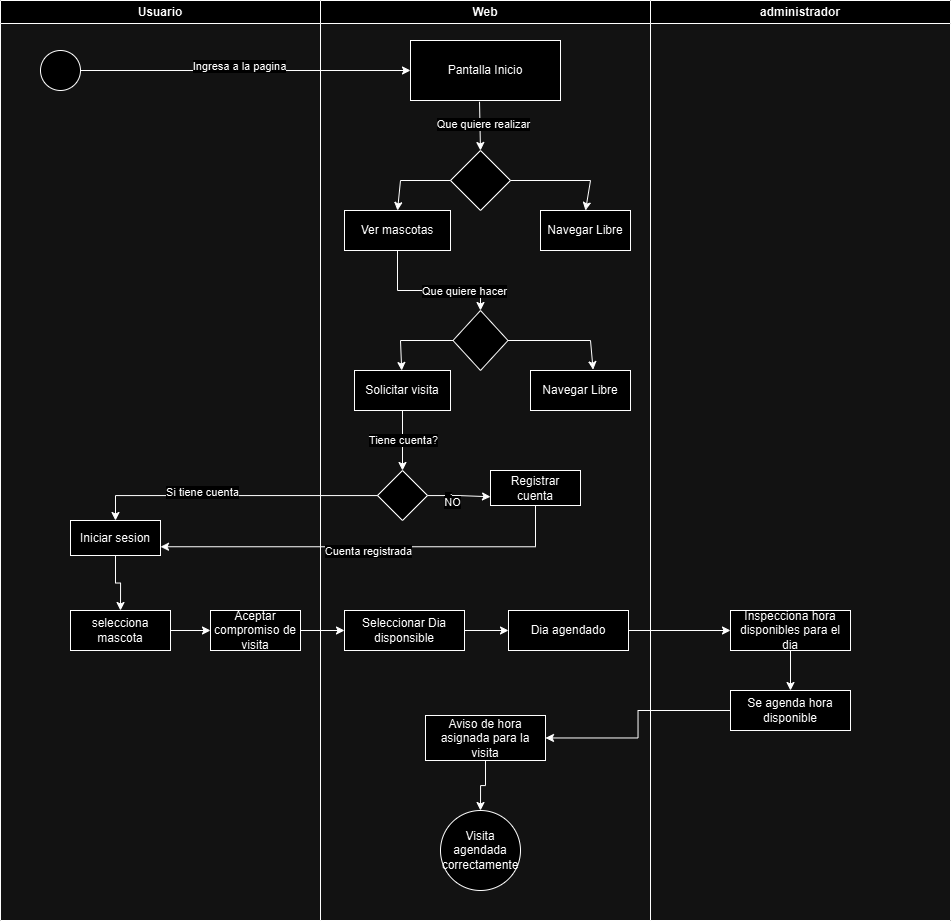 Usuario
Web
administrador
Ingresa a la pagina
Pantalla Inicio
Que quiere realizar
Ver mascotas
Navegar Libre
Que quiere hacer
Solicitar visita
Navegar Libre
Tiene cuenta?
Si tiene cuenta
NO
Registrar
cuenta
Iniciar sesion
Cuenta registrada
selecciona
mascota
Aceptar
compromiso de
visita
Seleccionar Dia
disponsible
Dia agendado
Inspecciona hora
disponibles para el
dia
Se agenda hora
disponible
Aviso de hora
asignada para la
visita
Visita
agendada
correctamente